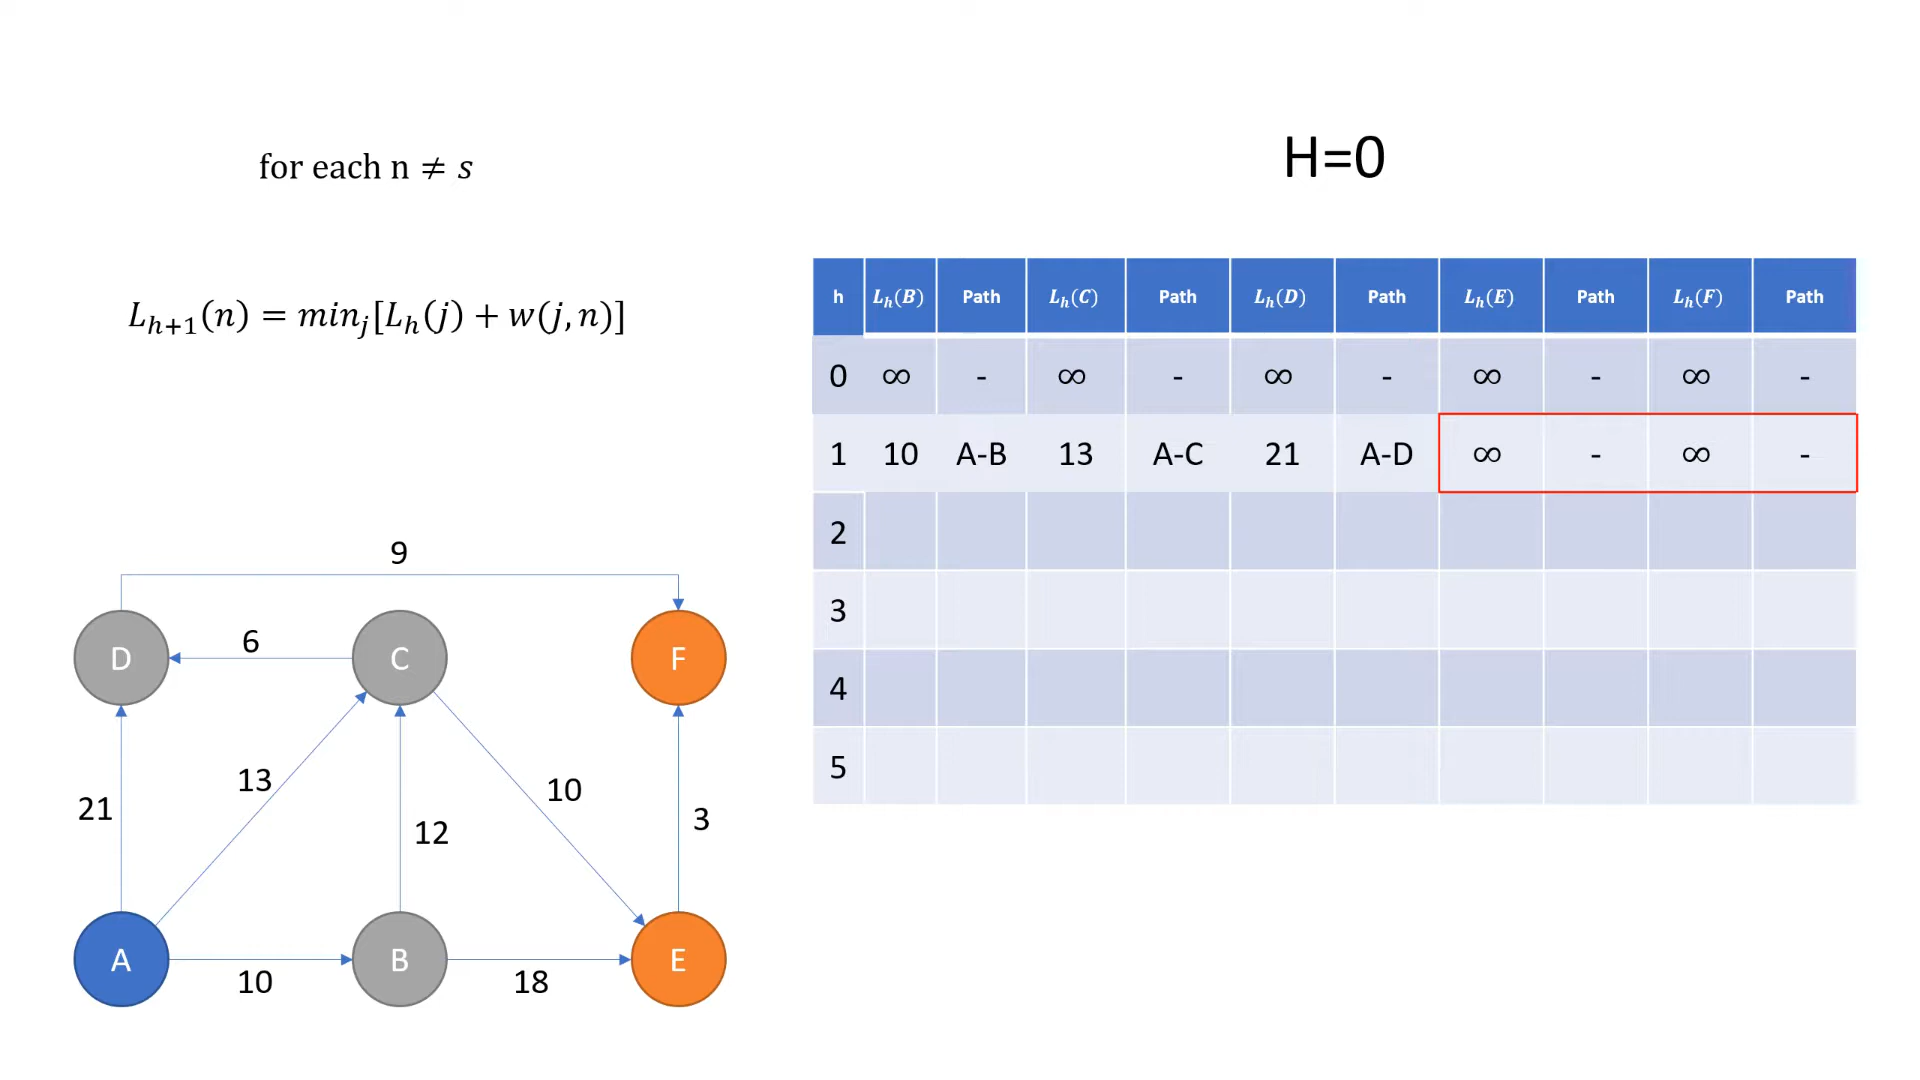 for each n ≠ s
H=0
L_{h+1}(n) = min_j[L_h(j) + w(j, n)]
h L_h(B) Path L_h(C) Path L_h(D) Path L_h(E) Path L_h(F) Path
0 ∞ - ∞ - ∞ - ∞ - ∞ -
1 10 A-B 13 A-C 21 A-D ∞ - ∞ -
2
3
4
5
9
D 6 C F
13
21
10
12
3
A B E
10 18